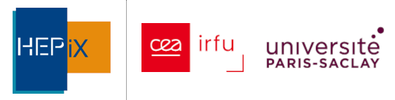 HEPiX
cea irfu
université
PARIS-SACLAY